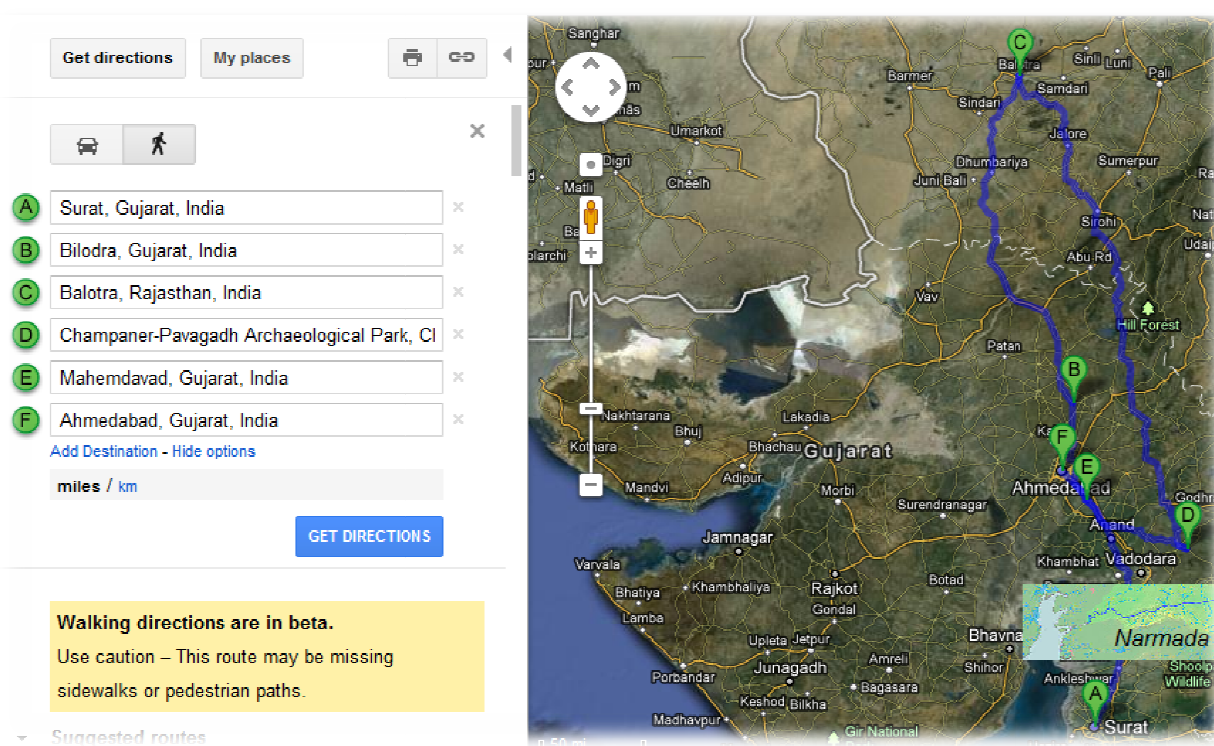 Get directions
My places
A Surat, Gujarat, India
B Bilodra, Gujarat, India
C Balotra, Rajasthan, India
D Champaner-Pavagadh Archaeological Park, Cl
E Mahemdavad, Gujarat, India
F Ahmedabad, Gujarat, India
Add Destination - Hide options
miles / km
GET DIRECTIONS
Walking directions are in beta.
Use caution – This route may be missing
sidewalks or pedestrian paths.
Suggested routes
Sanghar
C
Balotra
Sinli
Luni
Barmer
Pali
Samdari
Sindari
Umarkot
Jalore
Digri
Dhumbariya
Sumerpur
Matli
Cheelh
Juni Bali
Sirohi
Abu Rd
Vav
Hill Forest
Patan
B
Nakhtarana
Lakadia
Bhuj
F
Kothara
Bhachau
Gujarat
E
Adipur
Mandvi
Morbi
Ahmedabad
Surendranagar
D
Anand
Jamnagar
Khambhat
Vadodara
Varvala
Bhatiya
Khambhaliya
Rajkot
Botad
Gondal
Lamba
Bhavna
Narmada
Upleta
Jetpur
Junagadh
Amreli
Shihor
Ankleshwar
Shoolp
Wildlife
Porbandar
Bagasara
A
Keshod
Bilkha
Madhavpur
Surat
Gir National